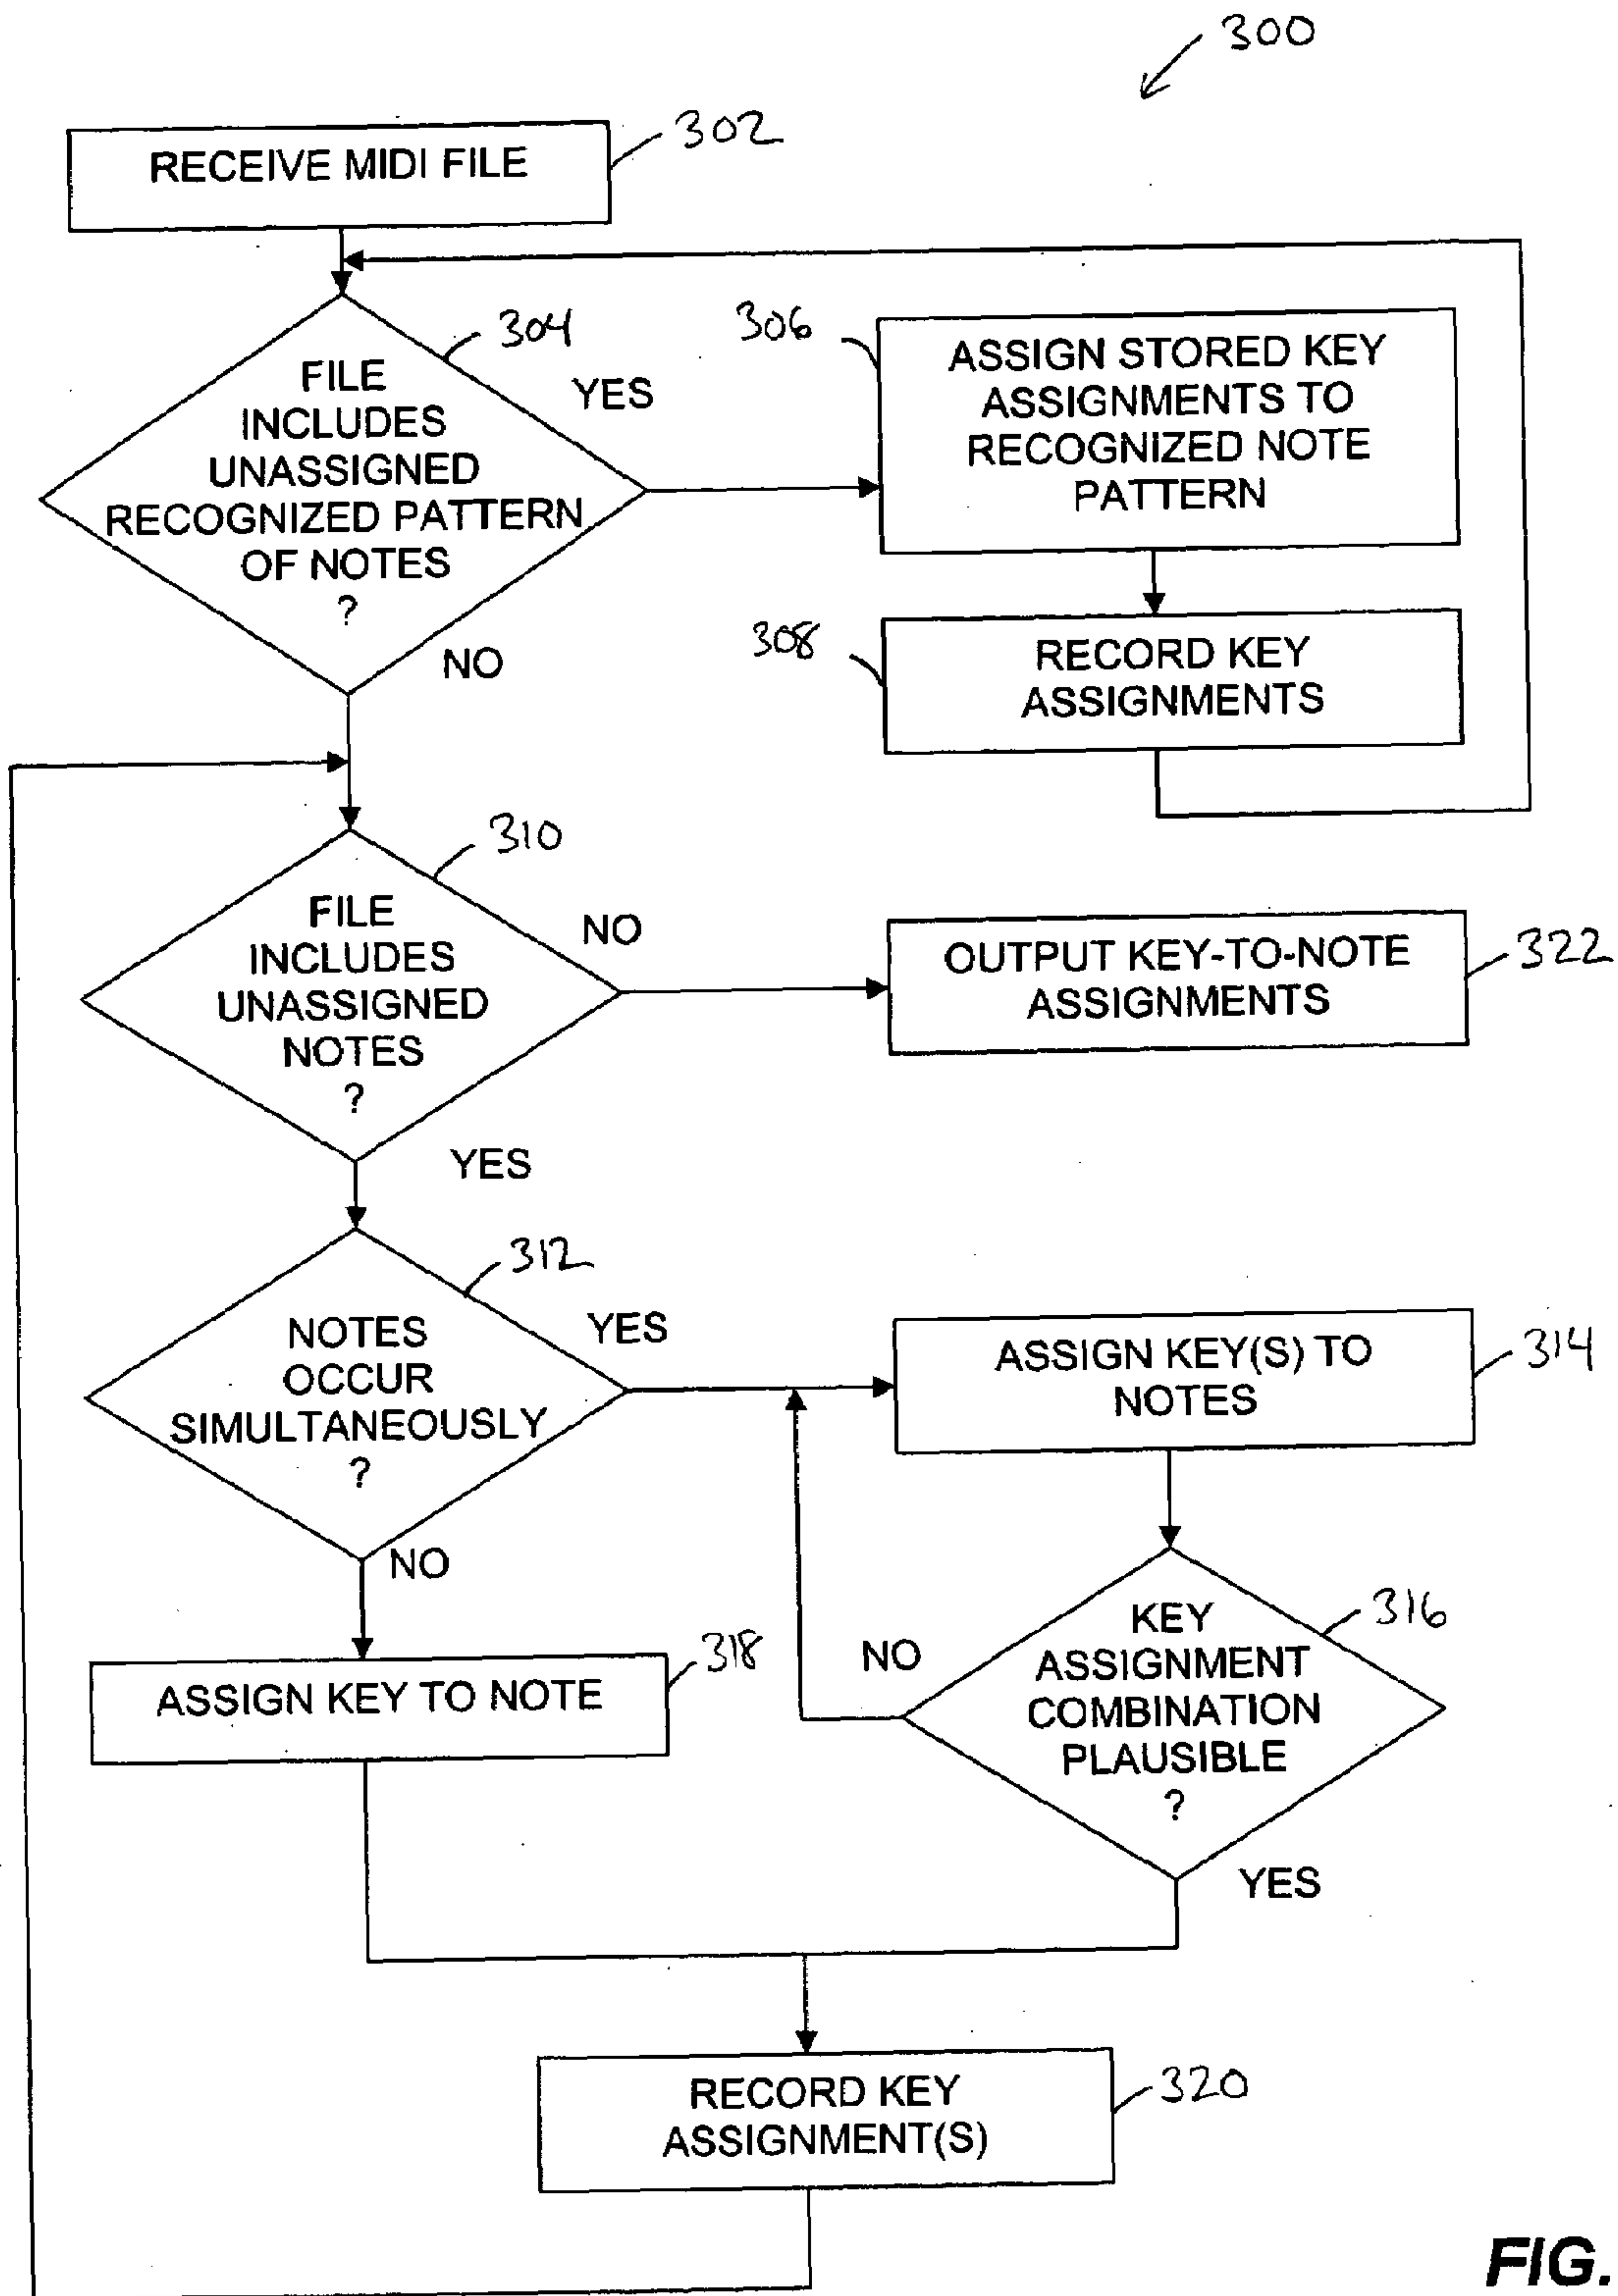 300
RECEIVE MIDI FILE
302
304
FILE
INCLUDES
UNASSIGNED
RECOGNIZED PATTERN
OF NOTES
?
YES
NO
306
ASSIGN STORED KEY
ASSIGNMENTS TO
RECOGNIZED NOTE
PATTERN
308
RECORD KEY
ASSIGNMENTS
310
FILE
INCLUDES
UNASSIGNED
NOTES
?
NO
YES
OUTPUT KEY-TO-NOTE
ASSIGNMENTS
322
312
NOTES
OCCUR
SIMULTANEOUSLY
?
YES
NO
ASSIGN KEY(S) TO
NOTES
314
316
KEY
ASSIGNMENT
COMBINATION
PLAUSIBLE
?
NO
YES
ASSIGN KEY TO NOTE
318
RECORD KEY
ASSIGNMENT(S)
320
FIG.